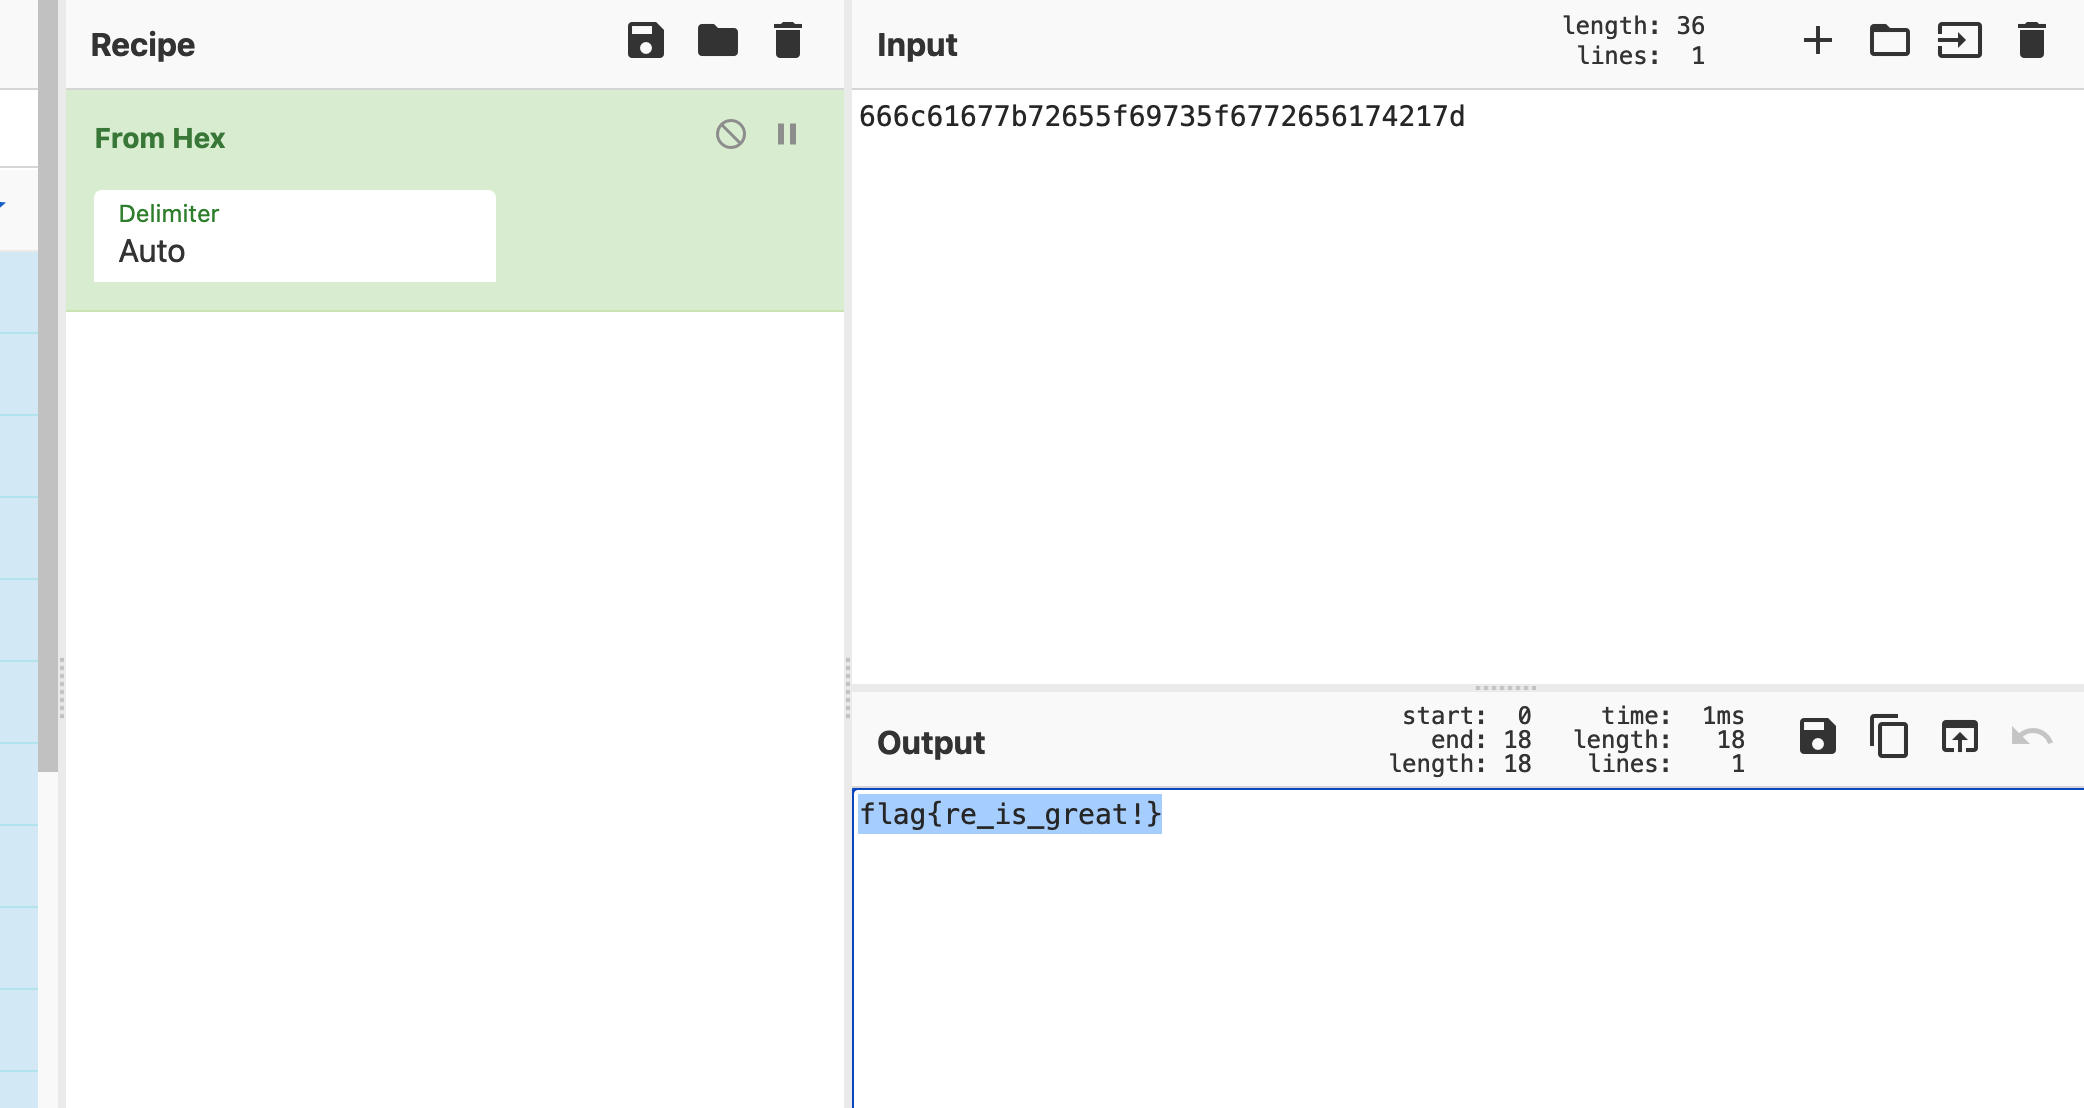 Recipe
From Hex
Delimiter
Auto
Input
length: 36
lines: 1
666c61677b72655f69735f6772656174217d
Output
start: 0 time: 1ms
end: 18 length: 18
length: 18 lines: 1
flag{re_is_great!}